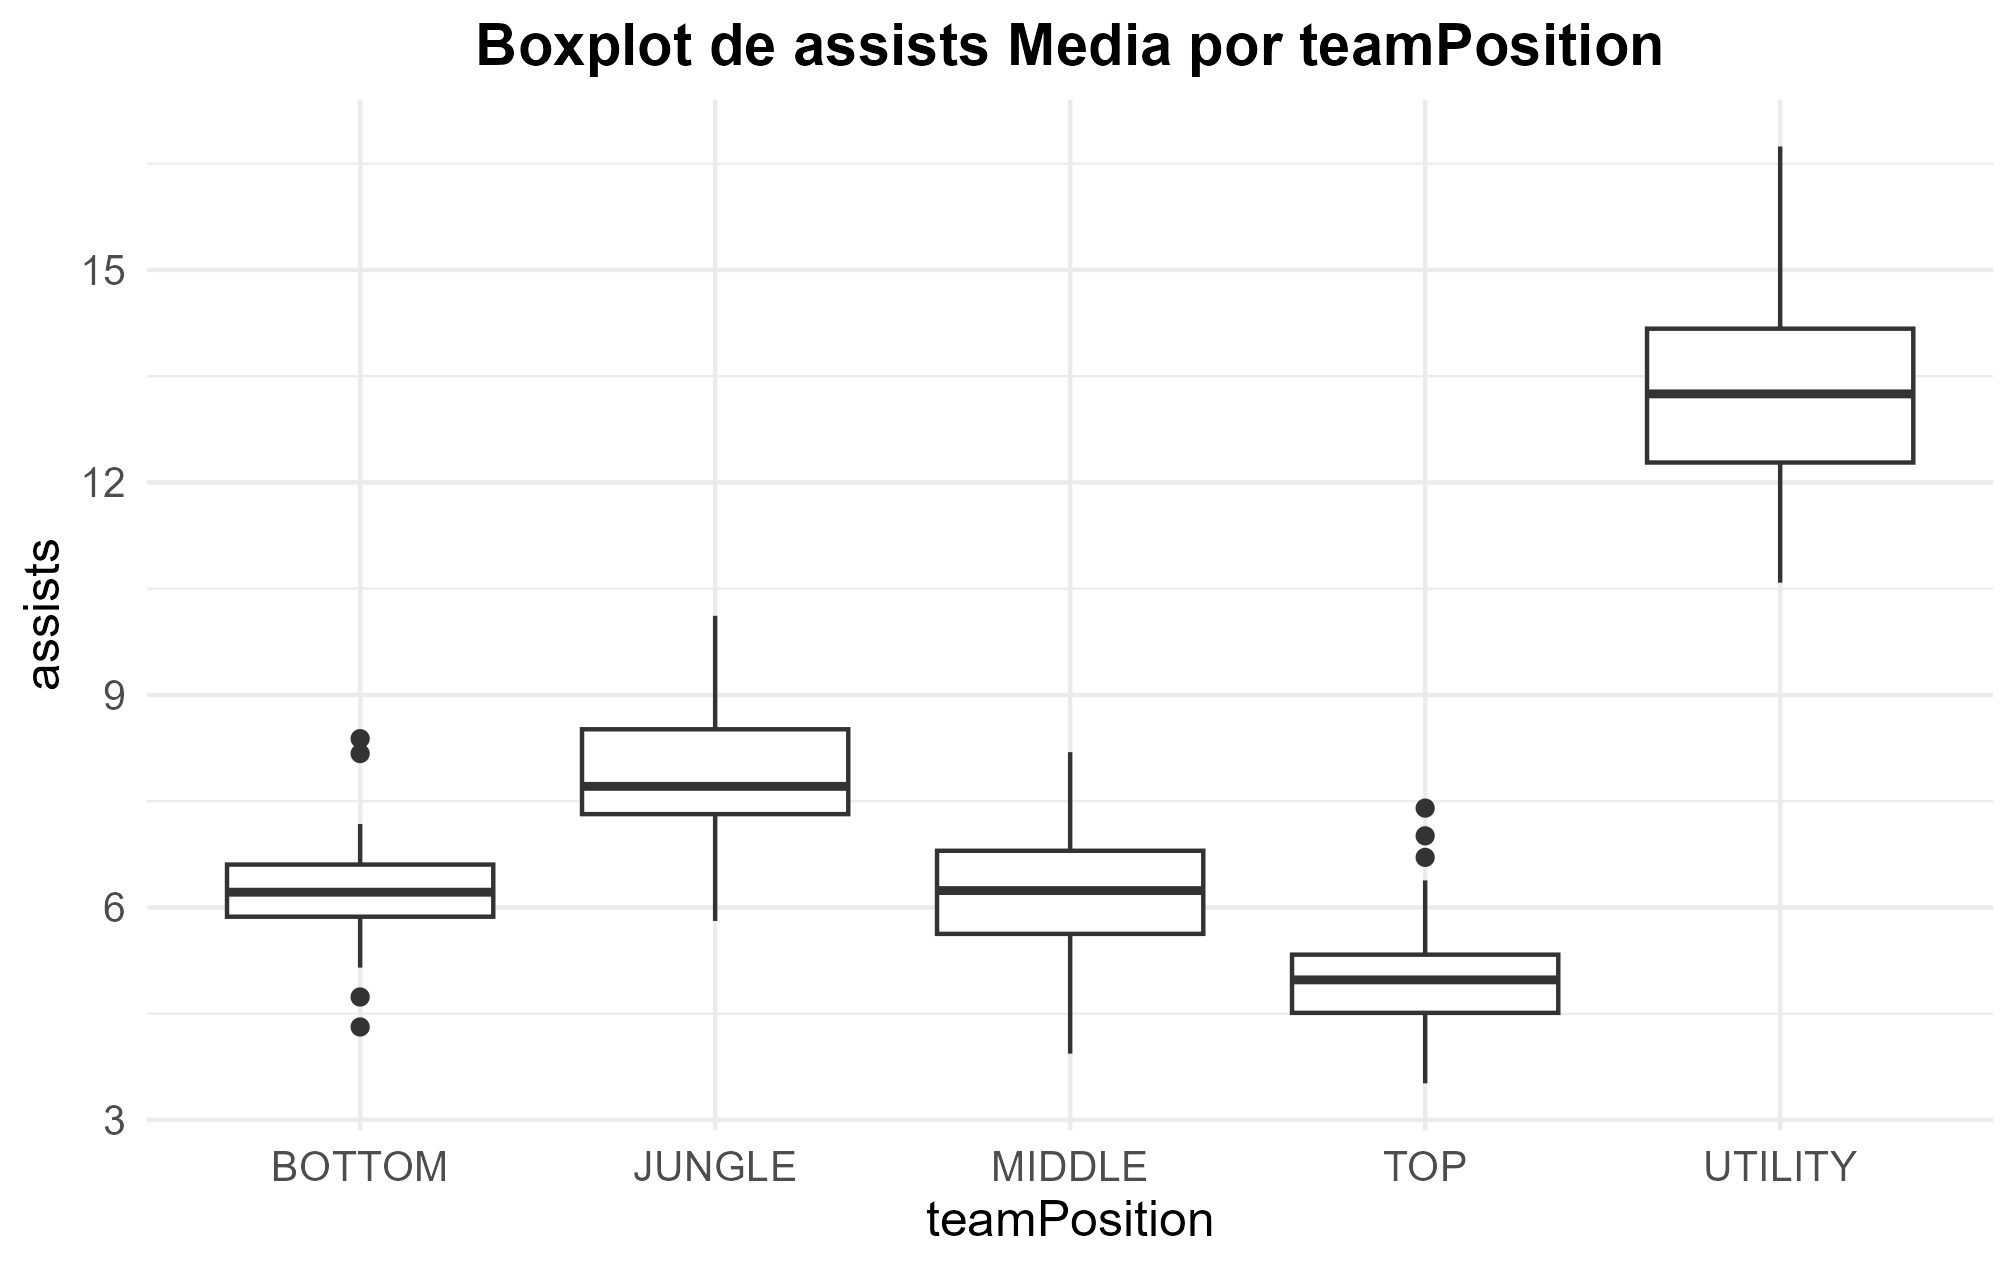 Boxplot de assists Media por teamPosition
assists
15
12
9
6
3
BOTTOM JUNGLE MIDDLE TOP UTILITY
teamPosition